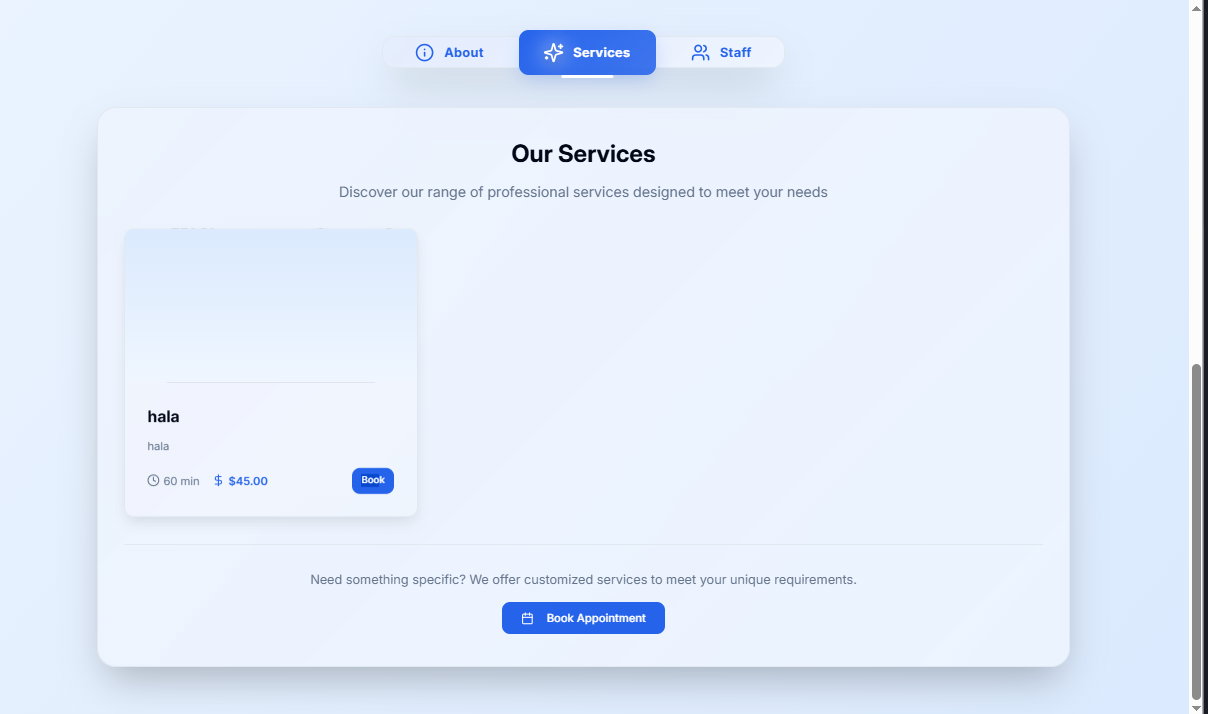 About
Services
Staff
Our Services
Discover our range of professional services designed to meet your needs
hala
hala
60 min $45.00 Book
Need something specific? We offer customized services to meet your unique requirements.
Book Appointment